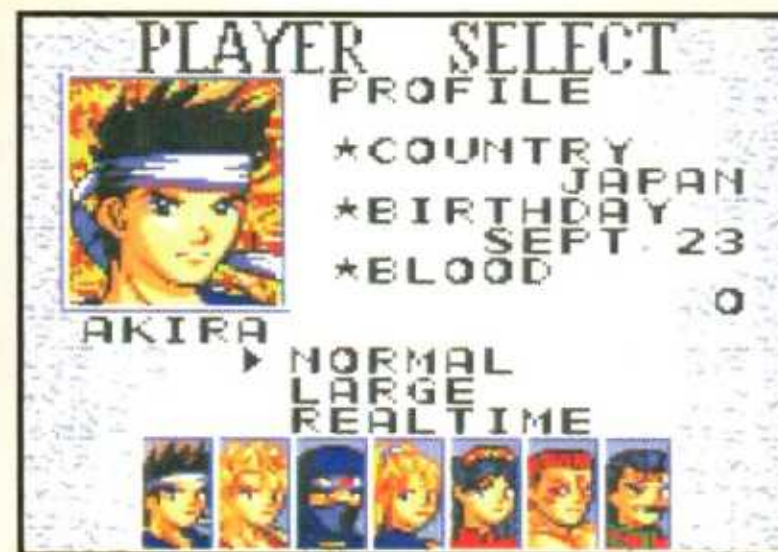 PLAYER SELECT
PROFILE
★COUNTRY
JAPAN
★BIRTHDAY
SEPT. 23
★BLOOD
O
AKIRA
▶ NORMAL
LARGE
REALTIME